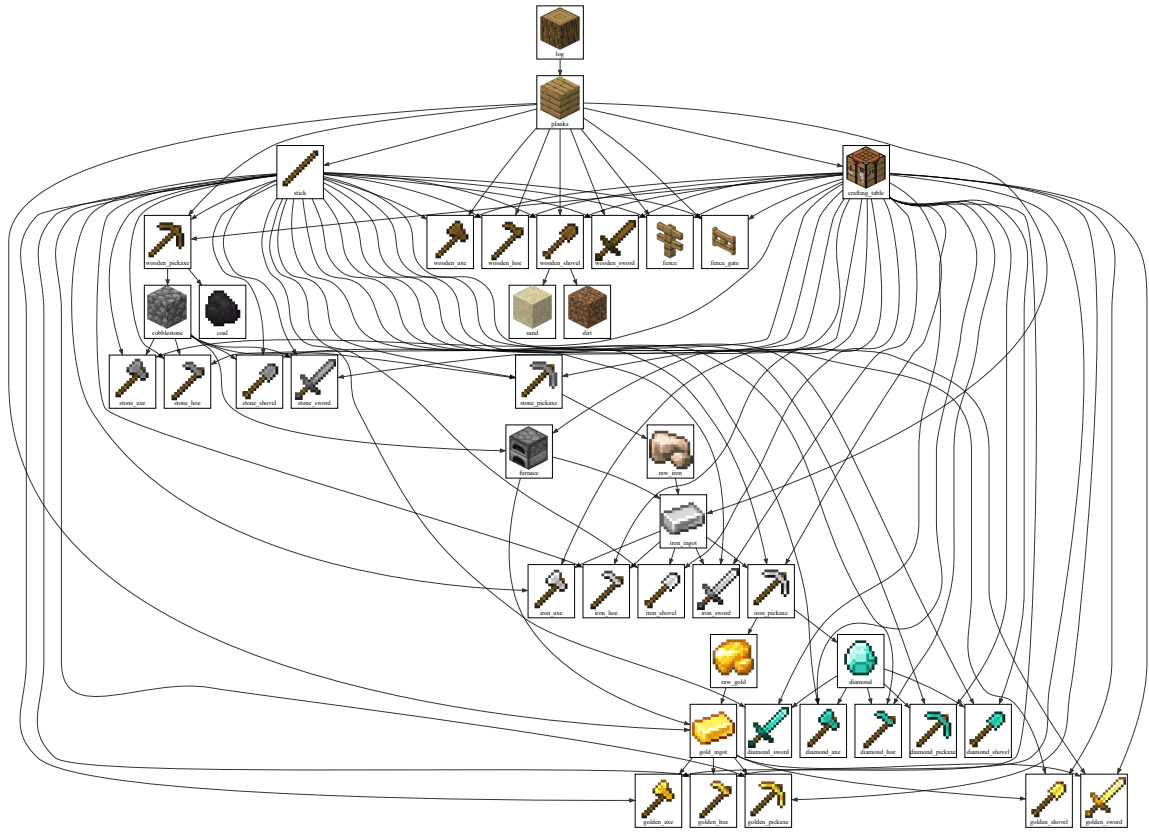 log
planks
stick
crafting_table
wooden_pickaxe
wooden_axe
wooden_hoe
wooden_shovel
wooden_sword
fence
fence_gate
cobblestone
coal
sand
dirt
stone_axe
stone_hoe
stone_shovel
stone_sword
stone_pickaxe
furnace
raw_iron
iron_ingot
iron_axe
iron_hoe
iron_shovel
iron_sword
iron_pickaxe
raw_gold
diamond
gold_ingot
diamond_sword
diamond_axe
diamond_hoe
diamond_pickaxe
diamond_shovel
golden_axe
golden_hoe
golden_pickaxe
golden_shovel
golden_sword